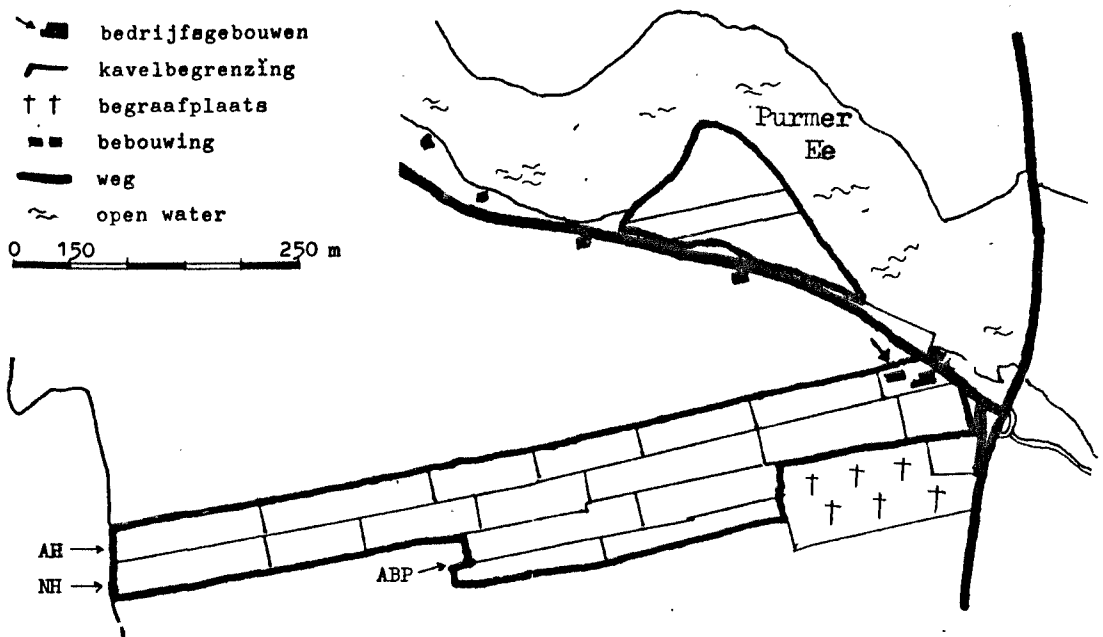 bedrijfsgebouwen
kavelbegrenzing
begraafplaats
bebouwing
weg
open water
0 150 250 m
Purmer
Ee
AH
NH
ABP